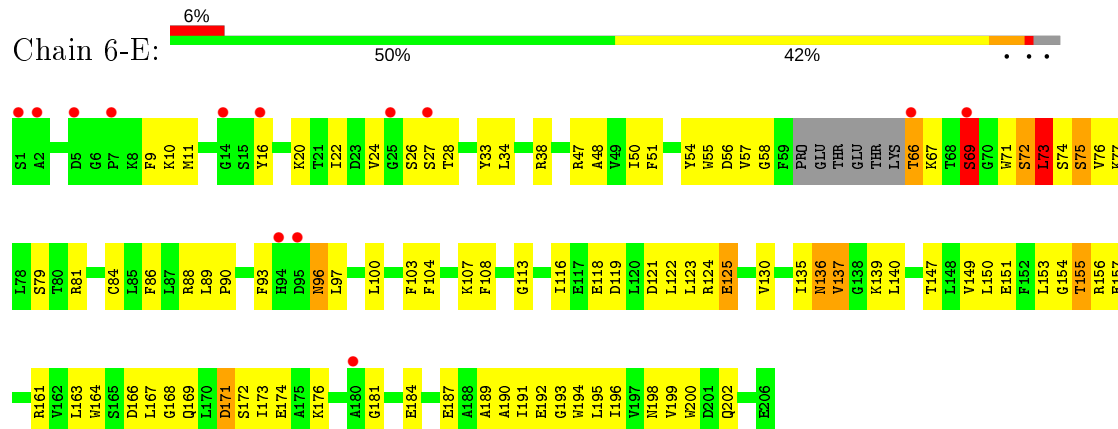 6%
Chain 6-E:
50% 42% • • •
S1 A2 D5 G6 P7 K8 F9 K10 M11 G14 S15 Y16 K20 T21 I22 D23 V24 G25 S26 S27 T28 Y33 L34 R38 R47 A48 V49 I50 F51 Y54 W55 D56 V57 G58 F59 PRO GLU THR GLU THR LYS T66 K67 T68 S69 G70 W71 S72 L73 S74 S75 V76 K77
L78 S79 T80 R81 C84 L85 F86 L87 R88 L89 P90 F93 H94 D95 N96 L97 L100 F103 F104 K107 F108 G113 I116 E117 E118 D119 L120 D121 L122 L123 R124 E125 V130 I135 N136 V137 G138 K139 L140 T147 L148 V149 L150 E151 F152 L153 G154 T155 R156 E157
R161 V162 L163 W164 S165 D166 L167 G168 Q169 L170 D171 S172 I173 E174 A175 K176 A180 G181 E184 E187 A188 A189 A190 I191 E192 G193 W194 L195 I196 V197 N198 V199 W200 D201 Q202 E206